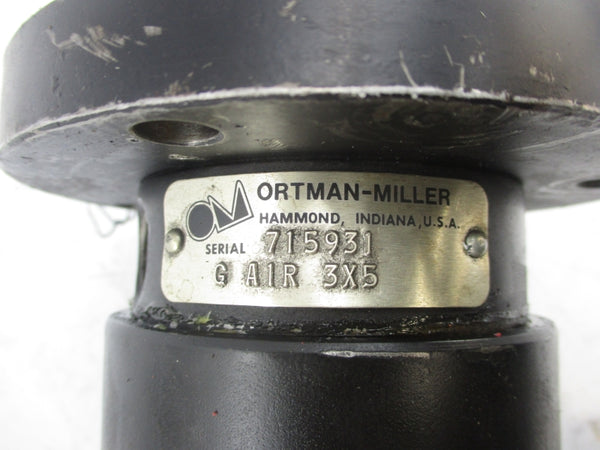 OM ORTMAN-MILLER
HAMMOND, INDIANA, U.S.A.
SERIAL 715931
G AIR 3X5